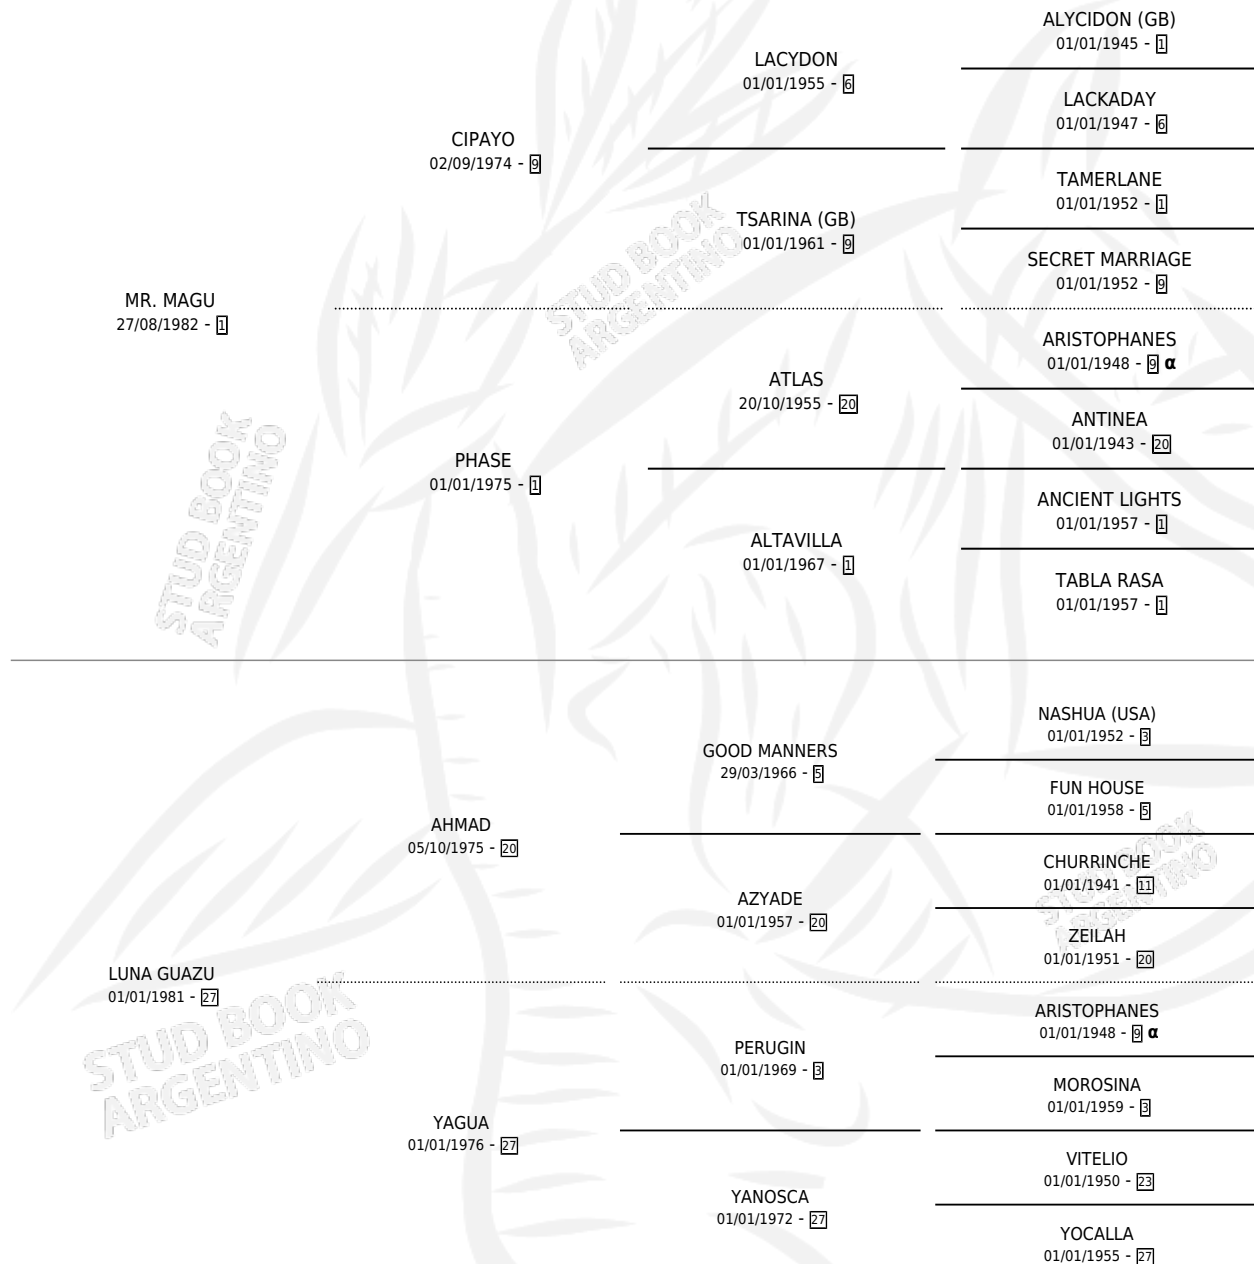 ALYCIDON (GB)
01/01/1945 - 1
LACYDON
01/01/1955 - 6
LACKADAY
01/01/1947 - 6
CIPAYO
02/09/1974 - 9
TAMERLANE
01/01/1952 - 1
TSARINA (GB)
01/01/1961 - 9
SECRET MARRIAGE
01/01/1952 - 9
MR. MAGU
27/08/1982 - 1
ARISTOPHANES
01/01/1948 - 9 α
ATLAS
20/10/1955 - 20
ANTINEA
01/01/1943 - 20
PHASE
01/01/1975 - 1
ANCIENT LIGHTS
01/01/1957 - 1
ALTAVILLA
01/01/1967 - 1
TABLA RASA
01/01/1957 - 1
NASHUA (USA)
01/01/1952 - 3
GOOD MANNERS
29/03/1966 - 5
FUN HOUSE
01/01/1958 - 5
AHMAD
05/10/1975 - 20
CHURRINCHE
01/01/1941 - 11
AZYADE
01/01/1957 - 20
ZEILAH
01/01/1951 - 20
LUNA GUAZU
01/01/1981 - 27
ARISTOPHANES
01/01/1948 - 9 α
PERUGIN
01/01/1969 - 3
MOROSINA
01/01/1959 - 3
YAGUA
01/01/1976 - 27
VITELIO
01/01/1950 - 23
YANOSCA
01/01/1972 - 27
YOCALLA
01/01/1955 - 27
STUD BOOK
ARGENTINO
STUD BOOK
ARGENTINO
STUD BOOK
ARGENTINO
STUD BOOK
ARGENTINO